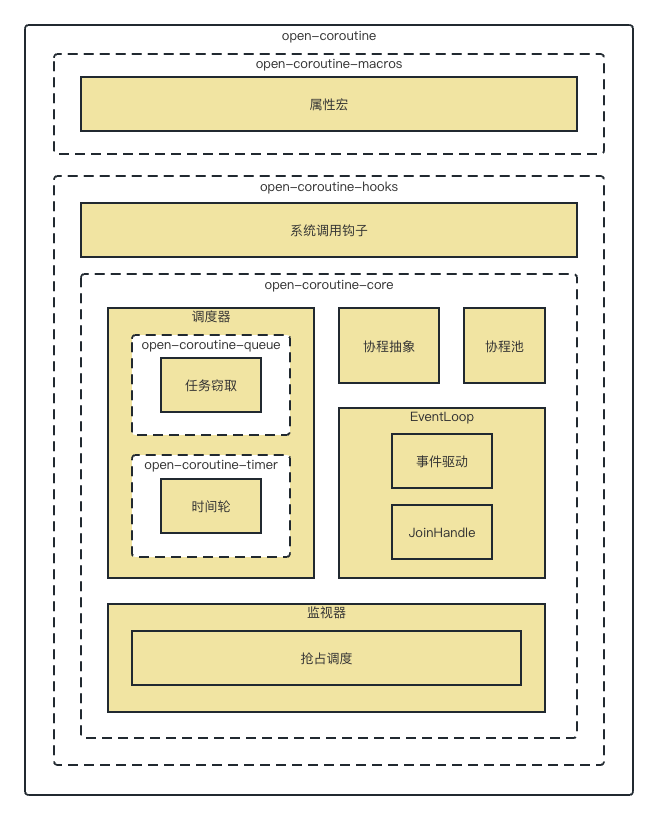 open-coroutine
open-coroutine-macros
属性宏
open-coroutine-hooks
系统调用钩子
open-coroutine-core
调度器
open-coroutine-queue
任务窃取
open-coroutine-timer
时间轮
协程抽象
协程池
EventLoop
事件驱动
JoinHandle
监视器
抢占调度